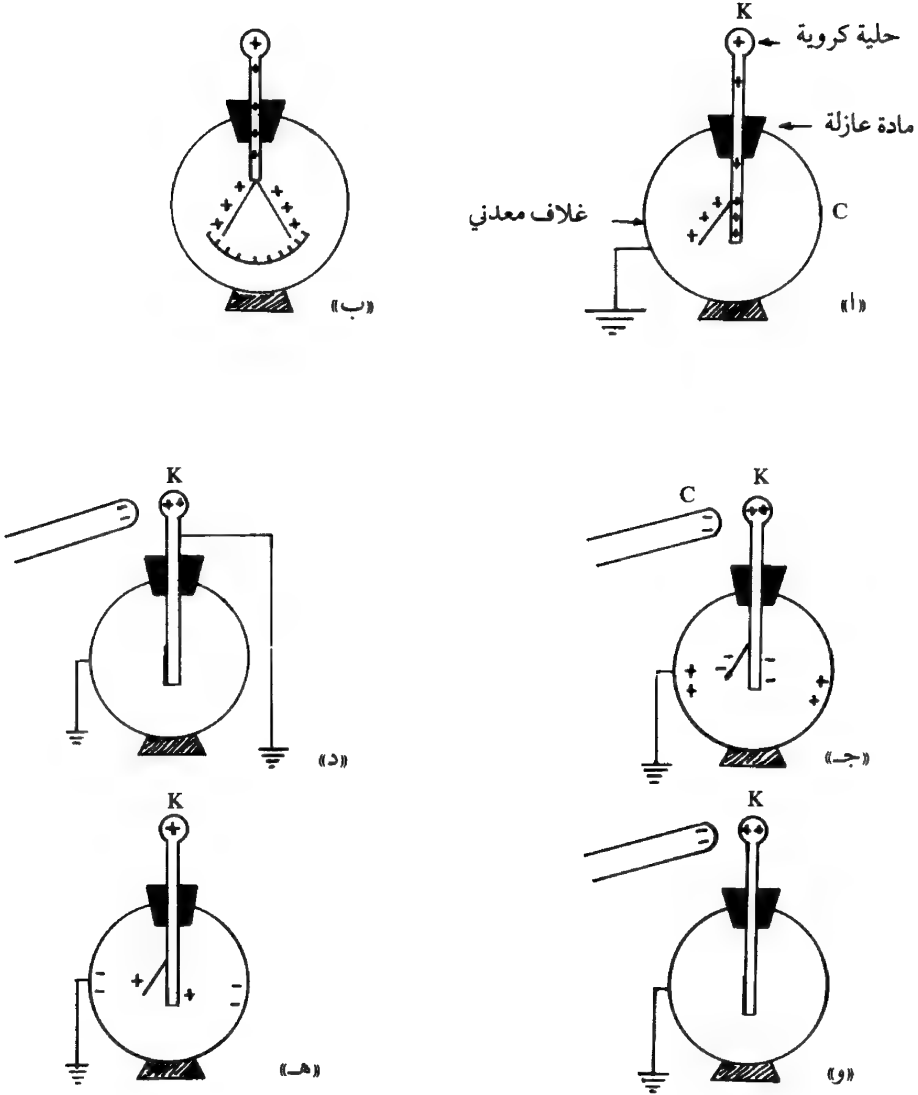 K
حلية كروية
مادة عازلة
غلاف معدني
C
«ا»
«ب»
K
C
«جـ»
K
«د»
K
«و»
K
«هـ»